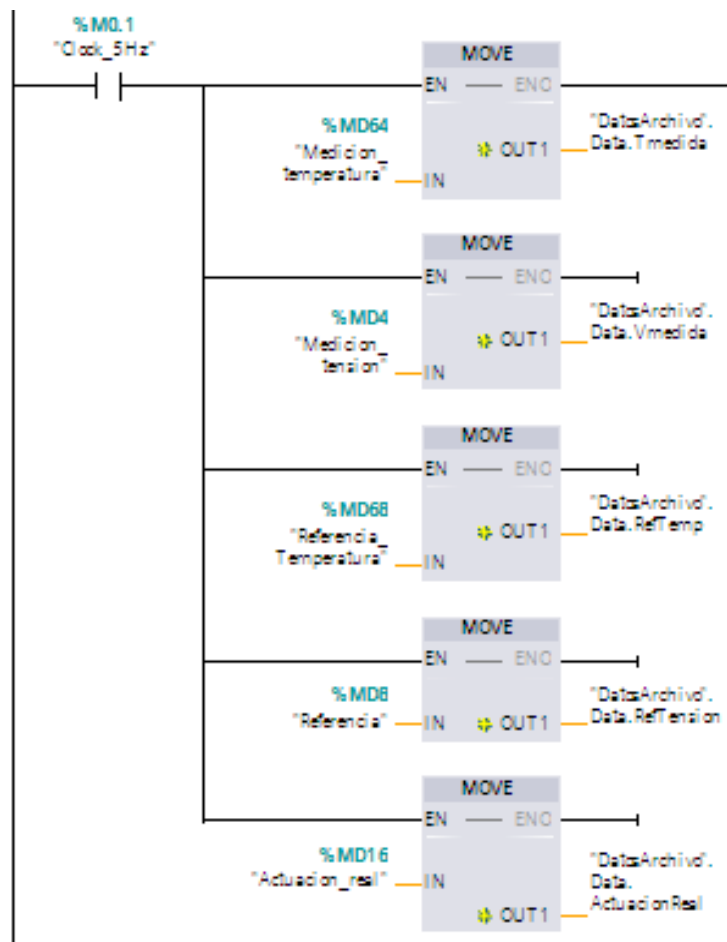 %M0.1
"Clock_5Hz"
MOVE
EN ENO
%MD64
"Medicion_
temperatura"
IN
OUT1
"DatosArchivo".
Data.Tmedida
MOVE
EN ENO
%MD4
"Medicion_
tension"
IN
OUT1
"DatosArchivo".
Data.Vmedida
MOVE
EN ENO
%MD68
"Referencia_
Temperatura"
IN
OUT1
"DatosArchivo".
Data.RefTemp
MOVE
EN ENO
%MD8
"Referencia"
IN OUT1
"DatosArchivo".
Data.RefTension
MOVE
EN ENO
%MD16
"Actuacion_real"
IN
OUT1
"DatosArchivo".
Data.
ActuacionReal